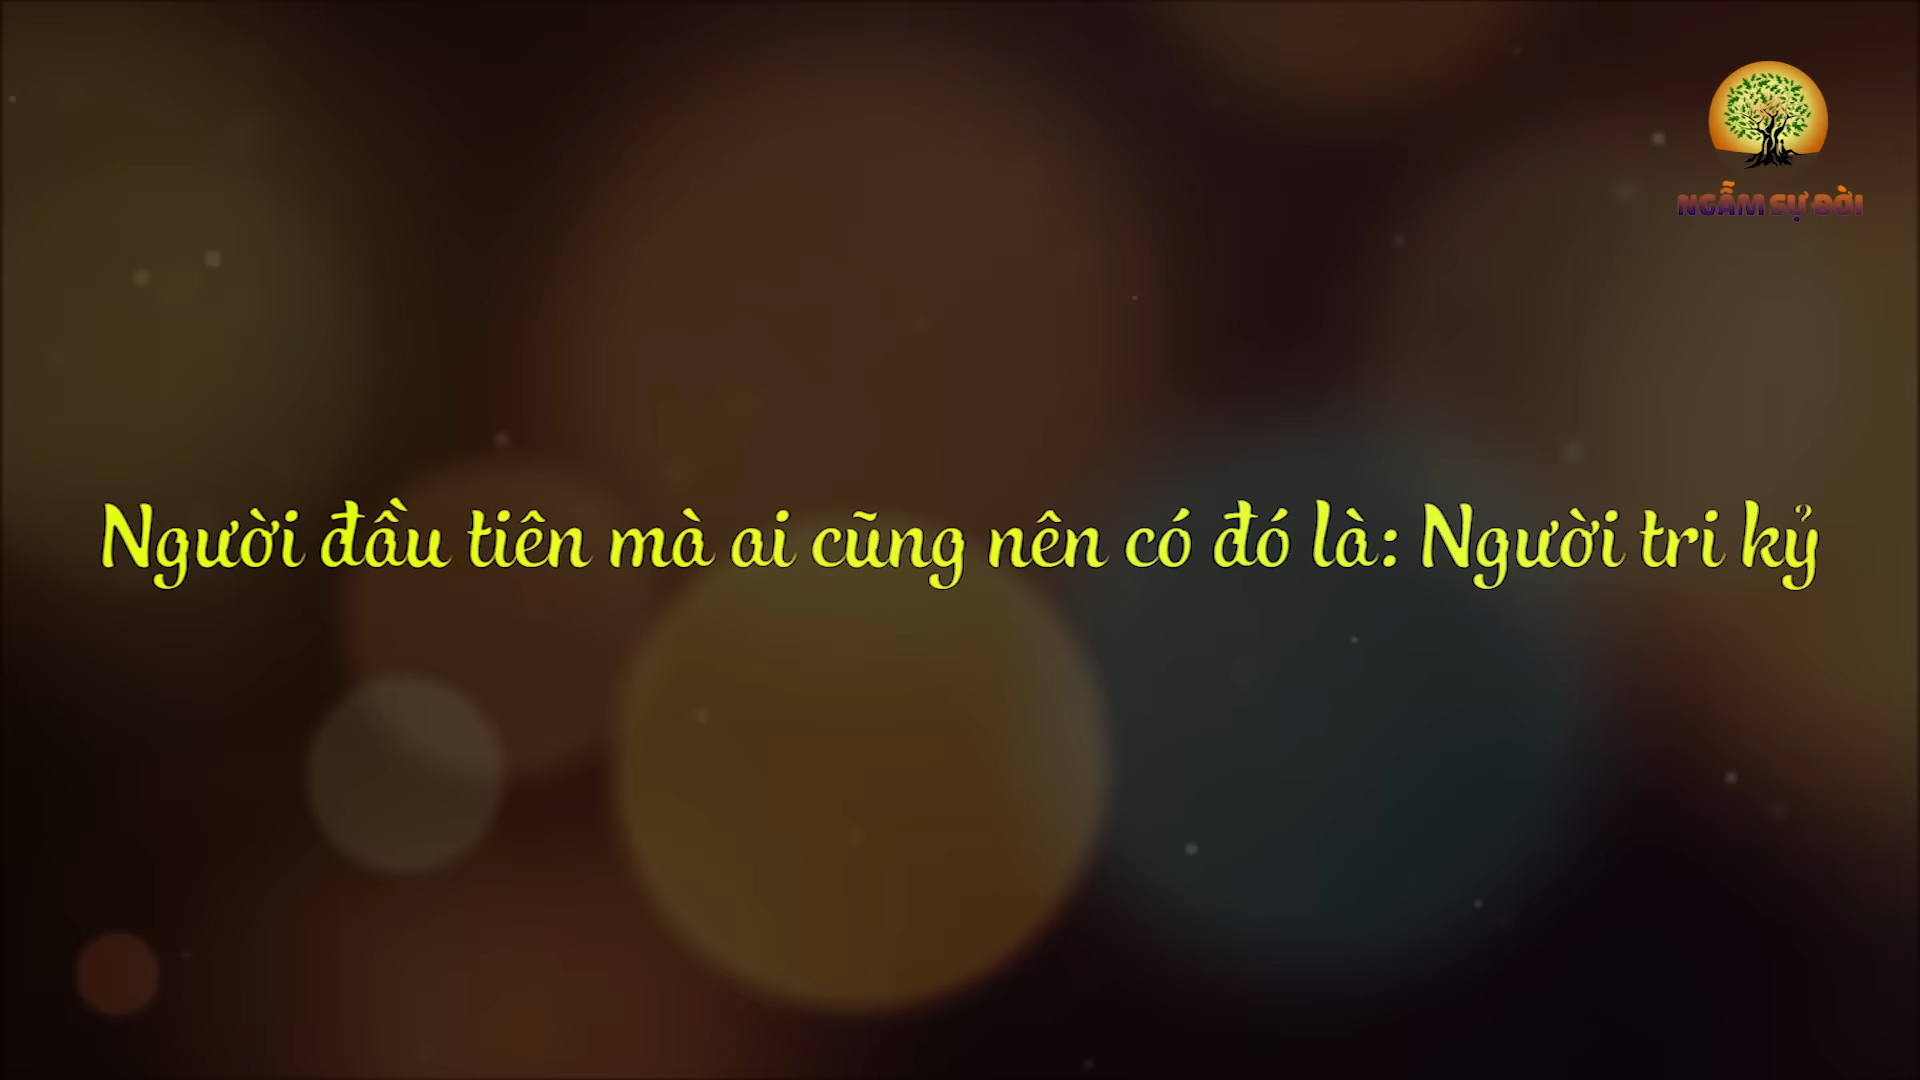 NGẪM SỰ ĐỜI
Người đầu tiên mà ai cũng nên có đó là: Người tri kỷ